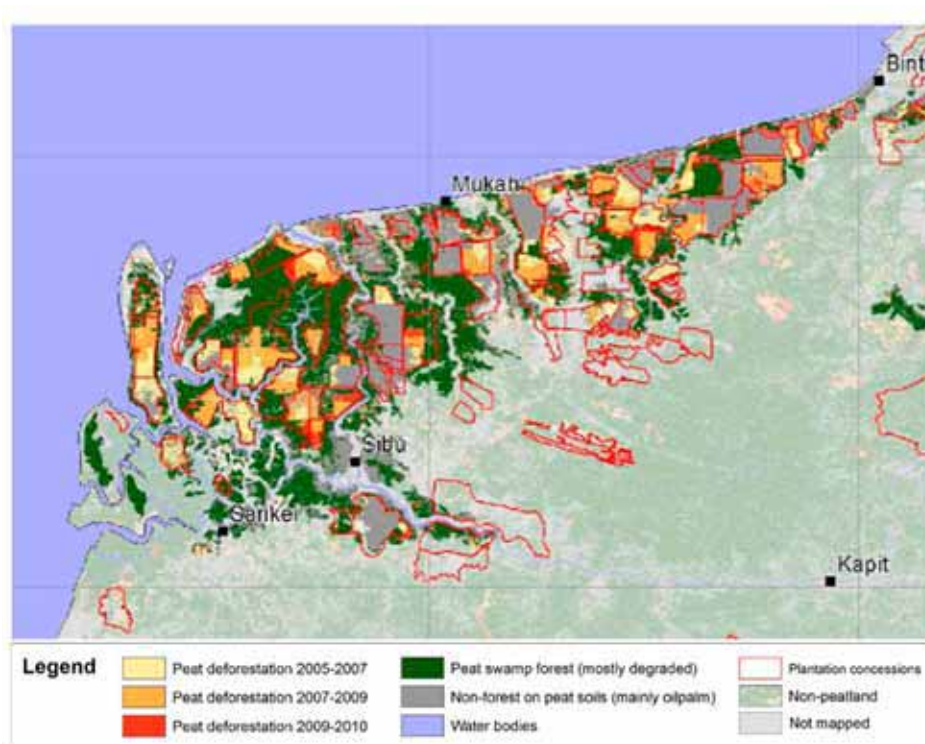 Bint
Mukah
Sibu
Sarikei
Kapit
Legend
Peat deforestation 2005-2007
Peat deforestation 2007-2009
Peat deforestation 2009-2010
Peat swamp forest (mostly degraded)
Non-forest on peat soils (mainly oilpalm)
Water bodies
Plantation concessions
Non-peatland
Not mapped